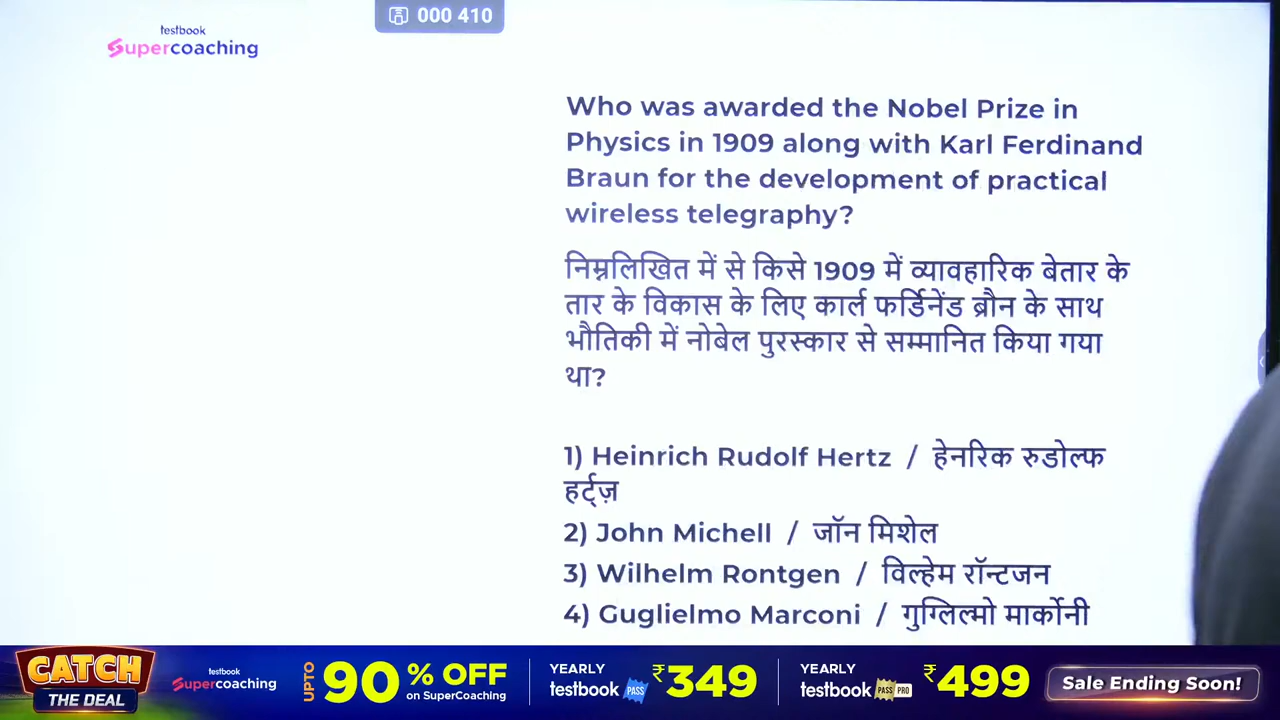 testbook
Supercoaching
000 410
Who was awarded the Nobel Prize in
Physics in 1909 along with Karl Ferdinand
Braun for the development of practical
wireless telegraphy?
निम्नलिखित में से किसे 1909 में व्यावहारिक बेतार के
तार के विकास के लिए कार्ल फर्डिनेंड ब्रौन के साथ
भौतिकी में नोबेल पुरस्कार से सम्मानित किया गया
था?
1) Heinrich Rudolf Hertz / हेनरिक रुडोल्फ
हर्ट्ज़
2) John Michell / जॉन मिशेल
3) Wilhelm Rontgen / विल्हेम रॉन्टजन
4) Guglielmo Marconi / गुग्लिल्मो मार्कोनी
CATCH
THE DEAL
testbook
Supercoaching
UPTO 90 % OFF
on SuperCoaching
YEARLY
testbook PASS
₹349
YEARLY
testbook PASS PRO
₹499
Sale Ending Soon!